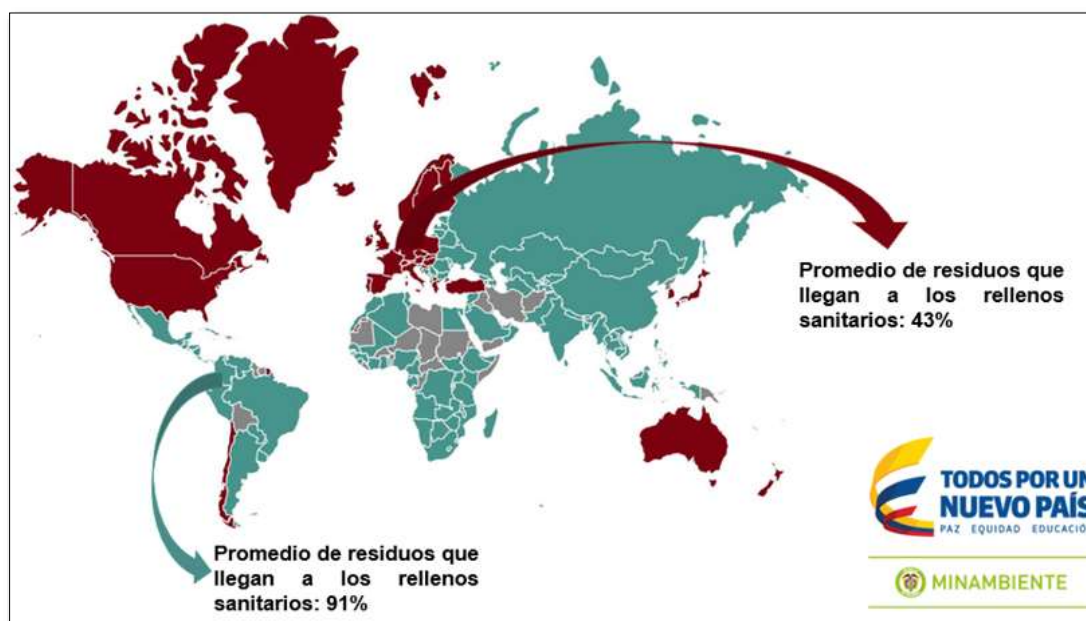 Promedio de residuos que
llegan a los rellenos
sanitarios: 43%
TODOS POR UN
NUEVO PAÍS
PAZ EQUIDAD EDUCACIÓN
MINAMBIENTE
Promedio de residuos que
llegan a los rellenos
sanitarios: 91%